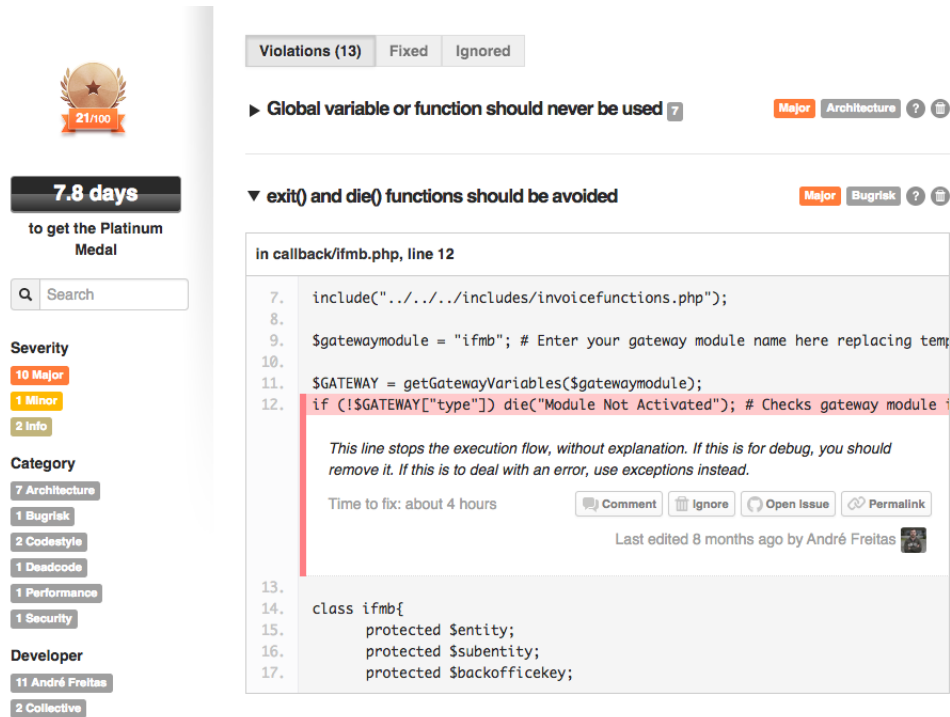 21/100
7.8 days
to get the Platinum
Medal
Search
Severity
10 Major
1 Minor
2 Info
Category
7 Architecture
1 Bugrisk
2 Codestyle
1 Deadcode
1 Performance
1 Security
Developer
11 André Freitas
2 Collective
Violations (13) Fixed Ignored
Global variable or function should never be used 7 Major Architecture ?
exit() and die() functions should be avoided Major Bugrisk ?
in callback/ifmb.php, line 12
7. include("../../../includes/invoicefunctions.php");
8.
9. $gatewaymodule = "ifmb"; # Enter your gateway module name here replacing temp
10.
11. $GATEWAY = getGatewayVariables($gatewaymodule);
12. if (!$GATEWAY["type"]) die("Module Not Activated"); # Checks gateway module i
This line stops the execution flow, without explanation. If this is for debug, you should
remove it. If this is to deal with an error, use exceptions instead.
Time to fix: about 4 hours Comment Ignore Open Issue Permalink
Last edited 8 months ago by André Freitas
13.
14. class ifmb{
15. protected $entity;
16. protected $subentity;
17. protected $backofficekey;